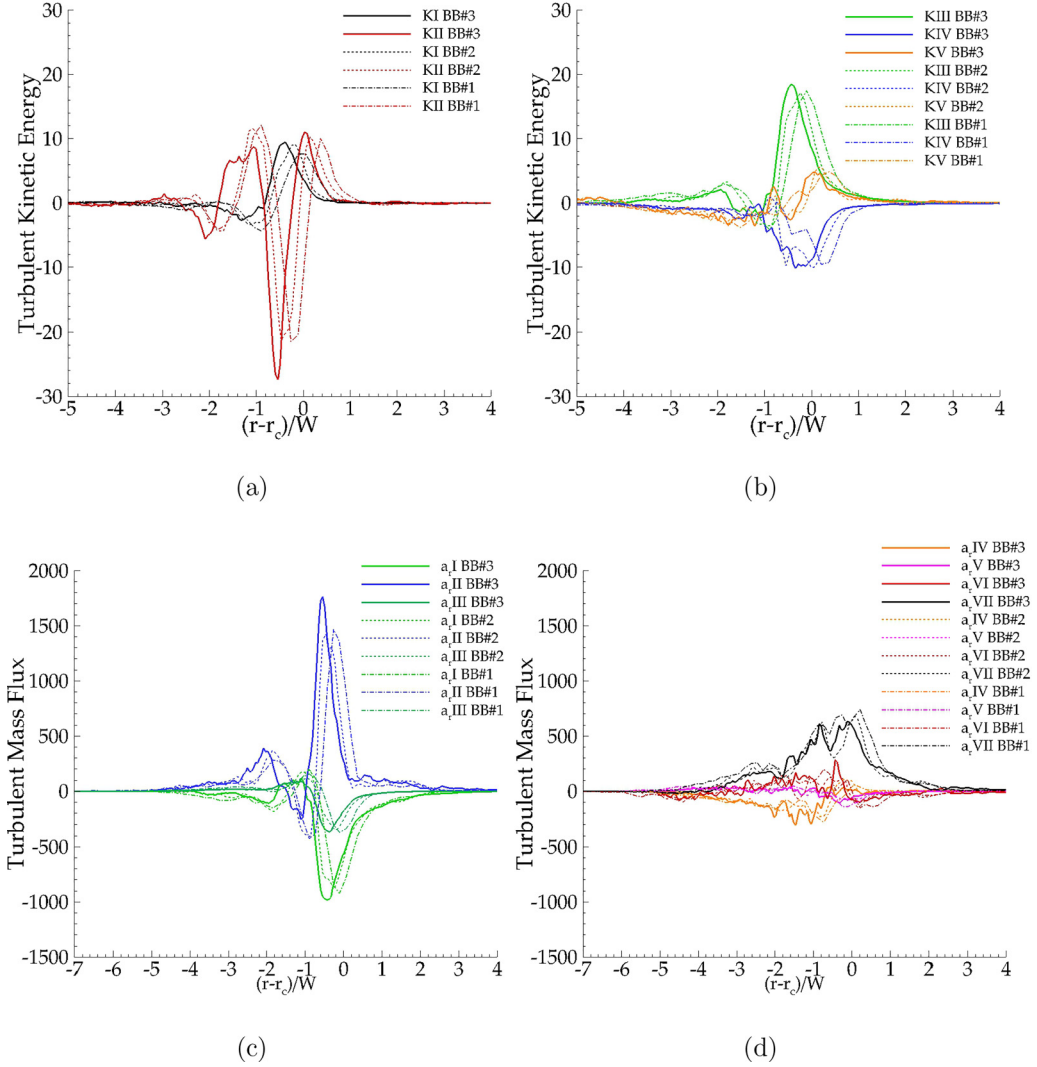 30
20
10
0
-10
-20
-30
Turbulent Kinetic Energy
KI BB#3
KII BB#3
KI BB#2
KII BB#2
KI BB#1
KII BB#1
-5 -4 -3 -2 -1 0 1 2 3 4
(r-rc)/W
(a)
30
20
10
0
-10
-20
-30
Turbulent Kinetic Energy
KIII BB#3
KIV BB#3
KV BB#3
KIII BB#2
KIV BB#2
KV BB#2
KIII BB#1
KIV BB#1
KV BB#1
-5 -4 -3 -2 -1 0 1 2 3 4
(r-rc)/W
(b)
2000
1500
1000
500
0
-500
-1000
-1500
Turbulent Mass Flux
arI BB#3
arII BB#3
arIII BB#3
arI BB#2
arII BB#2
arIII BB#2
arI BB#1
arII BB#1
arIII BB#1
-7 -6 -5 -4 -3 -2 -1 0 1 2 3 4
(r-rc)/W
(c)
2000
1500
1000
500
0
-500
-1000
-1500
Turbulent Mass Flux
arIV BB#3
arV BB#3
arVI BB#3
arVII BB#3
arIV BB#2
arV BB#2
arVI BB#2
arVII BB#2
arIV BB#1
arV BB#1
arVI BB#1
arVII BB#1
-7 -6 -5 -4 -3 -2 -1 0 1 2 3 4
(r-rc)/W
(d)